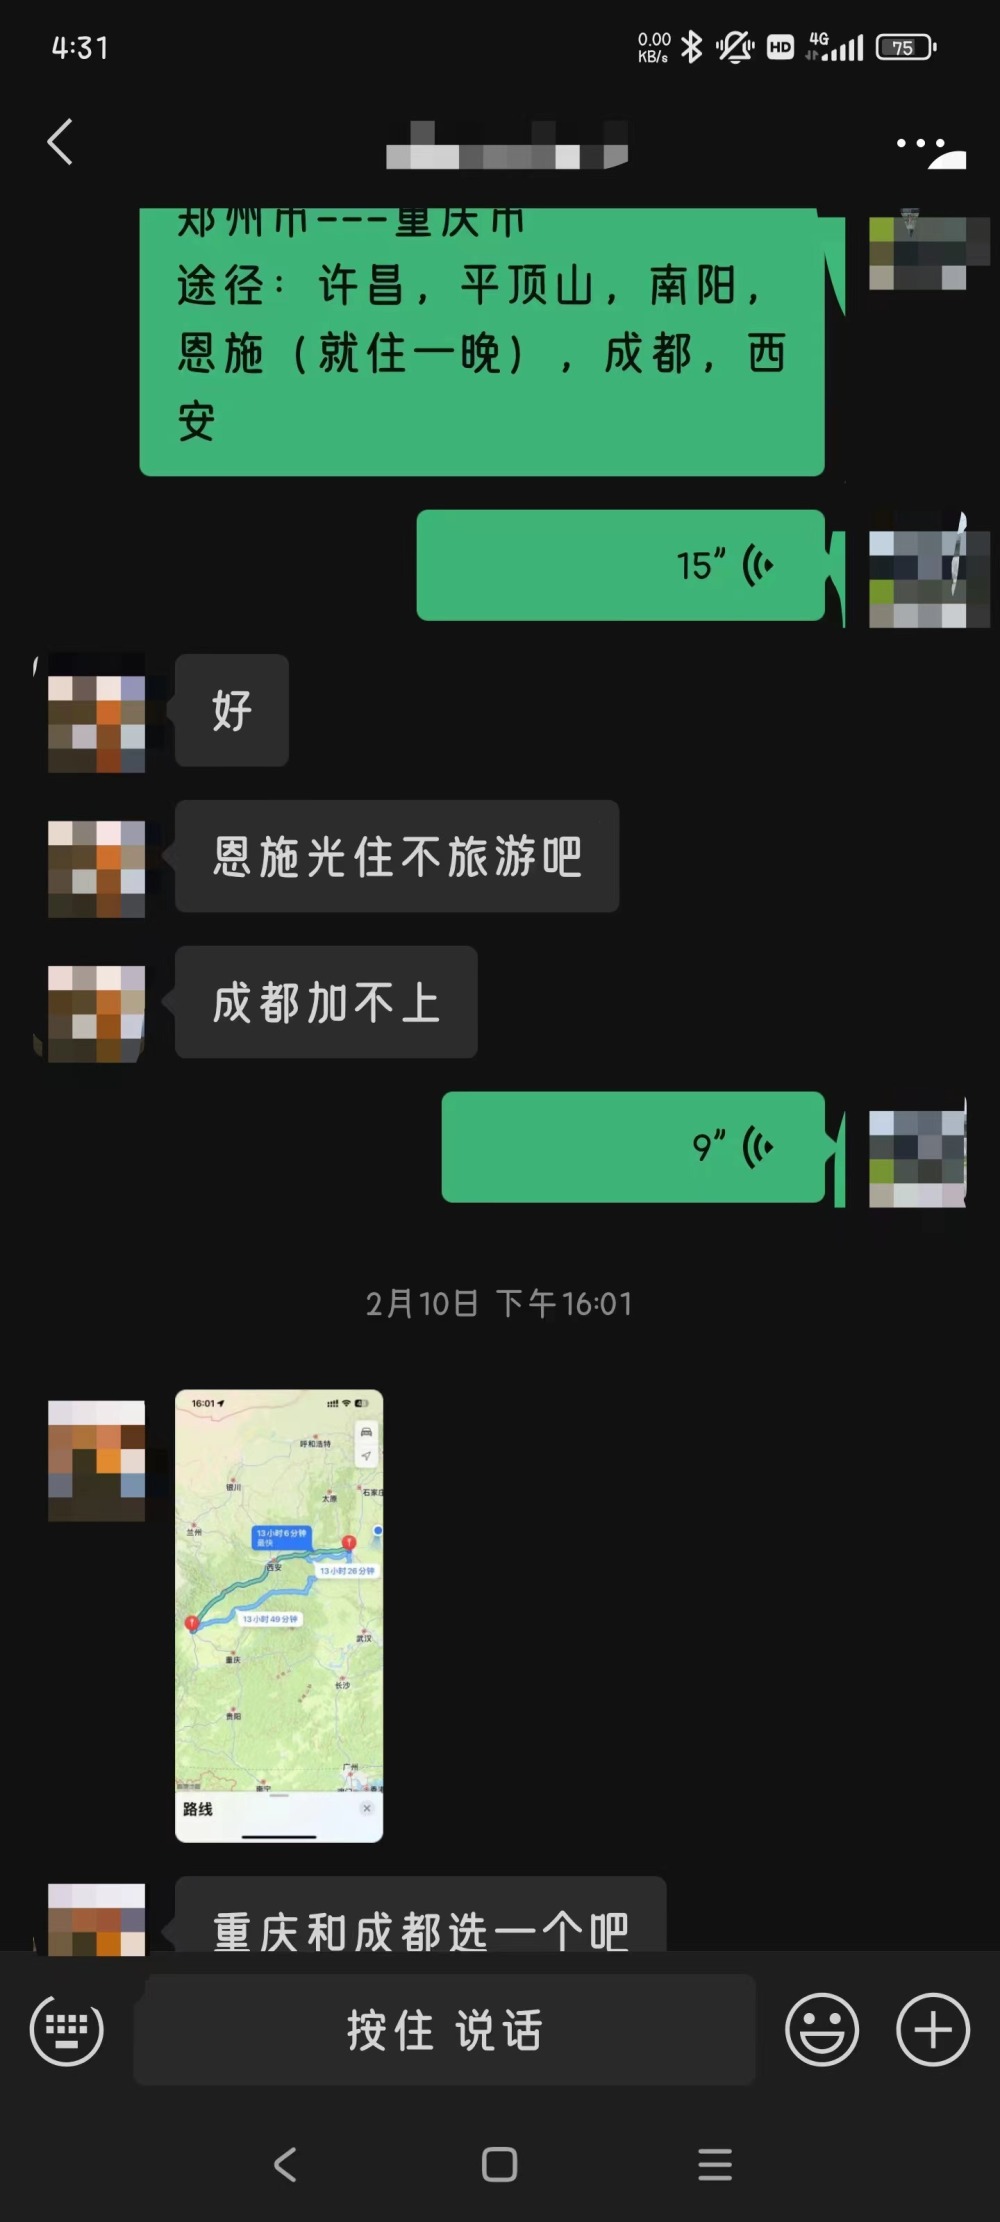 4:31
0.00
KB/s
HD
4G
75
郑州市---重庆市
途径：许昌，平顶山，南阳，
恩施（就住一晚），成都，西
安
15"
好
恩施光住不旅游吧
成都加不上
9"
2月10日 下午16:01
16:01
呼和浩特
银川
太原
石家庄
兰州
13小时6分钟
最快
西安
13小时26分钟
13小时49分钟
武汉
重庆
长沙
贵阳
广州
南宁
路线
重庆和成都选一个吧
按住 说话